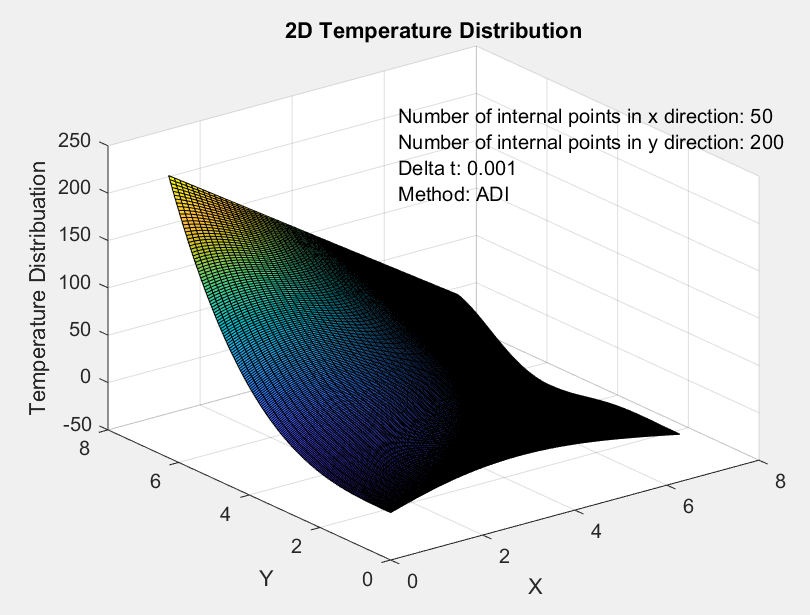 2D Temperature Distribution
Number of internal points in x direction: 50
Number of internal points in y direction: 200
Delta t: 0.001
Method: ADI
Temperature Distribuation
250
200
150
100
50
0
-50
8
6
4
2
0
Y
0
2
4
6
8
X